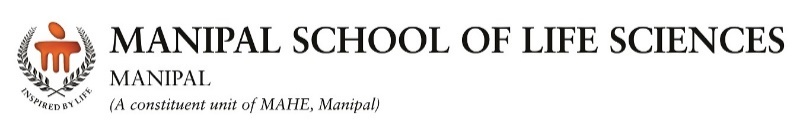 MANIPAL SCHOOL OF LIFE SCIENCES
MANIPAL
(A constituent unit of MAHE, Manipal)
INSPIRED BY LIFE